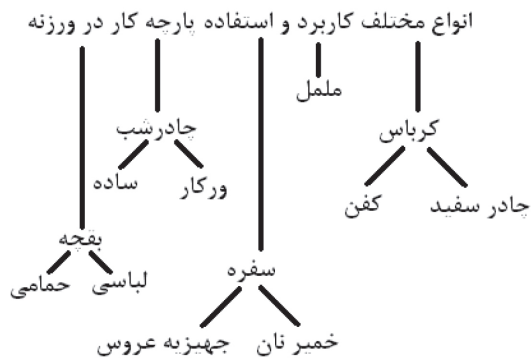 انواع مختلف کاربرد و استفاده پارچه کار در ورزنه
ململ
چادرشب
کرباس
ورکار
ساده
چادر سفید
کفن
بقچه
لباسی
حمامی
سفره
خمیر نان
جهیزیه عروس